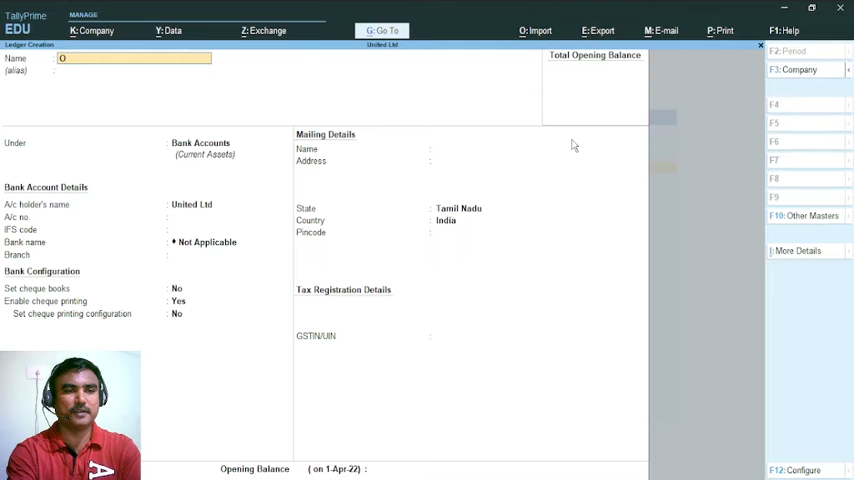 TallyPrime
MANAGE
EDU
K: Company
Y: Data
Z: Exchange
G: Go To
O: Import
E: Export
M: E-mail
P: Print
F1: Help
Ledger Creation
United Ltd
Name : O
(alias) :
Total Opening Balance
Under : Bank Accounts
(Current Assets)
Bank Account Details
A/c holder's name : United Ltd
A/c no. :
IFS code :
Bank name : ♦ Not Applicable
Branch :
Bank Configuration
Set cheque books : No
Enable cheque printing : Yes
Set cheque printing configuration : No
Mailing Details
Name :
Address :
State : Tamil Nadu
Country : India
Pincode :
Tax Registration Details
GSTIN/UIN :
Opening Balance ( on 1-Apr-22) :
F2: Period
F3: Company
F4
F5
F6
F7
F8
F9
F10: Other Masters
I: More Details
F12: Configure
A